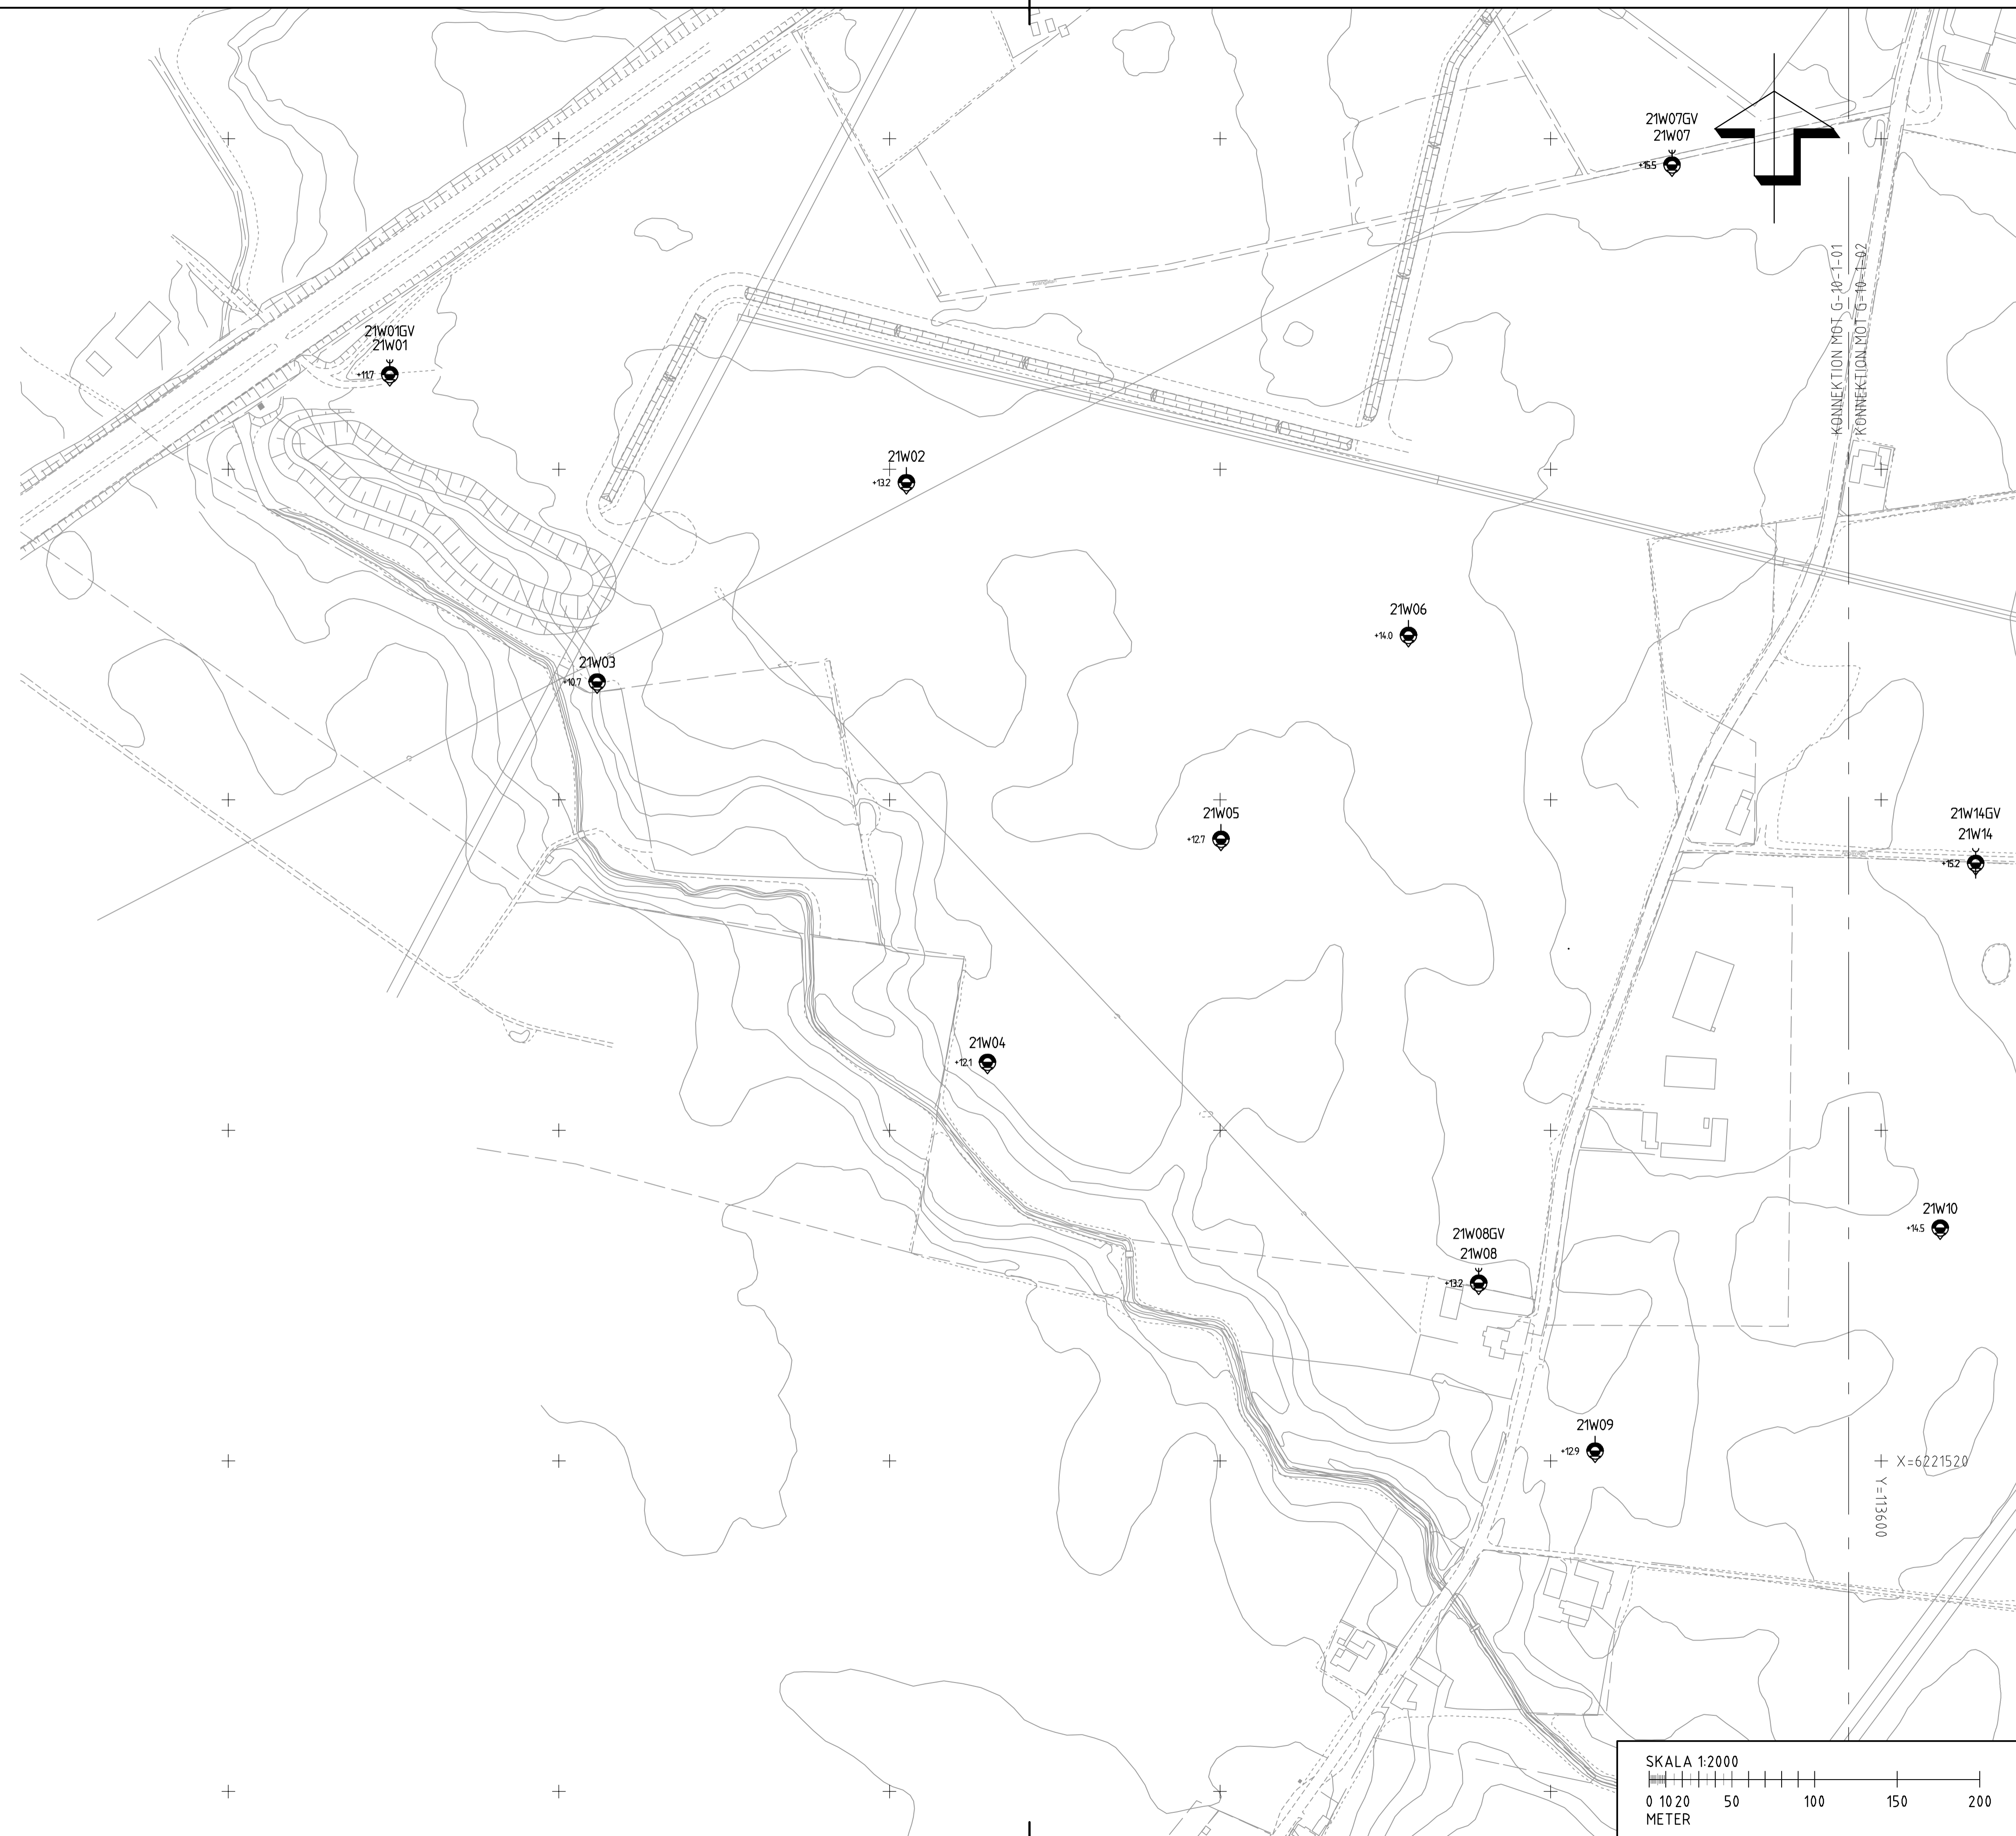 21W07GV
21W07
+15.5
KONNEKTION MOT G-10-1-01
KONNEKTION MOT G-10-1-02
21W01GV
21W01
+11.7
21W02
+13.2
21W06
+14.0
21W03
+10.7
21W05
+12.7
21W14GV
21W14
+15.2
21W04
+12.1
21W10
+14.5
21W08GV
21W08
+13.2
21W09
+12.9
X=6221520
Y=113600
SKALA 1:2000
0 10 20 50 100 150 200
METER